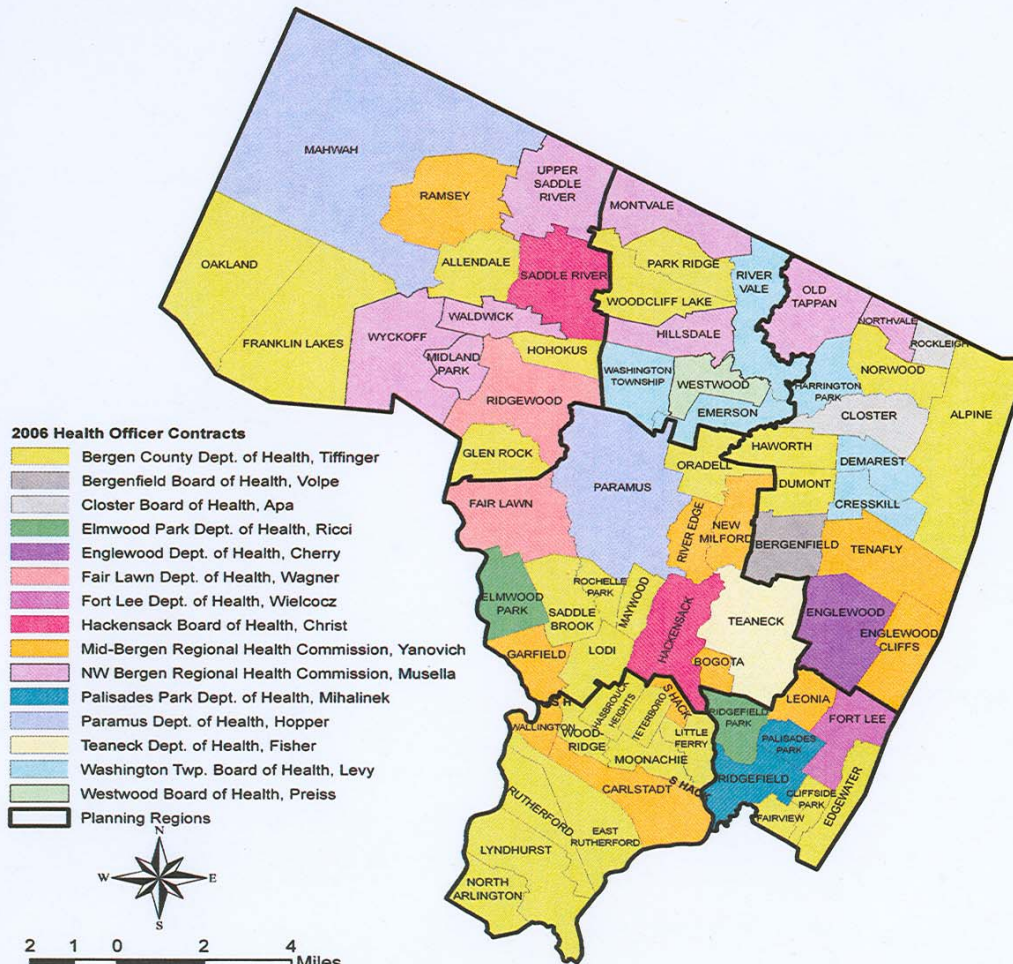 MAHWAH
RAMSEY
UPPER
SADDLE
RIVER
MONTVALE
OAKLAND
ALLENDALE
SADDLE RIVER
PARK RIDGE
RIVER
VALE
WOODCLIFF LAKE
OLD
TAPPAN
NORTHVALE
ROCKLEIGH
FRANKLIN LAKES
WYCKOFF
WALDWICK
MIDLAND
PARK
HOHOKUS
HILLSDALE
NORWOOD
RIDGEWOOD
WASHINGTON
TOWNSHIP
WESTWOOD
EMERSON
HARRINGTON
PARK
CLOSTER
ALPINE
GLEN ROCK
ORADELL
HAWORTH
DEMAREST
DUMONT
CRESSKILL
FAIR LAWN
PARAMUS
RIVER EDGE
NEW
MILFORD
BERGENFIELD
TENAFLY
ELMWOOD
PARK
ROCHELLE
PARK
SADDLE
BROOK
MAYWOOD
HACKENSACK
TEANECK
ENGLEWOOD
ENGLEWOOD
CLIFFS
GARFIELD
LODI
BOGOTA
LEONIA
FORT LEE
S H
WALLINGTON
WOOD-
RIDGE
HASBROUCK
HEIGHTS
TETERBORO
S HACK
LITTLE
FERRY
MOONACHIE
RIDGEFIELD
PARK
PALISADES
PARK
RIDGEFIELD
S HACK
CARLSTADT
CLIFFSIDE
PARK
EDGEWATER
FAIRVIEW
RUTHERFORD
EAST
RUTHERFORD
LYNDHURST
NORTH
ARLINGTON
2006 Health Officer Contracts
Bergen County Dept. of Health, Tiffinger
Bergenfield Board of Health, Volpe
Closter Board of Health, Apa
Elmwood Park Dept. of Health, Ricci
Englewood Dept. of Health, Cherry
Fair Lawn Dept. of Health, Wagner
Fort Lee Dept. of Health, Wielcocz
Hackensack Board of Health, Christ
Mid-Bergen Regional Health Commission, Yanovich
NW Bergen Regional Health Commission, Musella
Palisades Park Dept. of Health, Mihalinek
Paramus Dept. of Health, Hopper
Teaneck Dept. of Health, Fisher
Washington Twp. Board of Health, Levy
Westwood Board of Health, Preiss
Planning Regions
N
W E
S
2 1 0 2 4
Miles